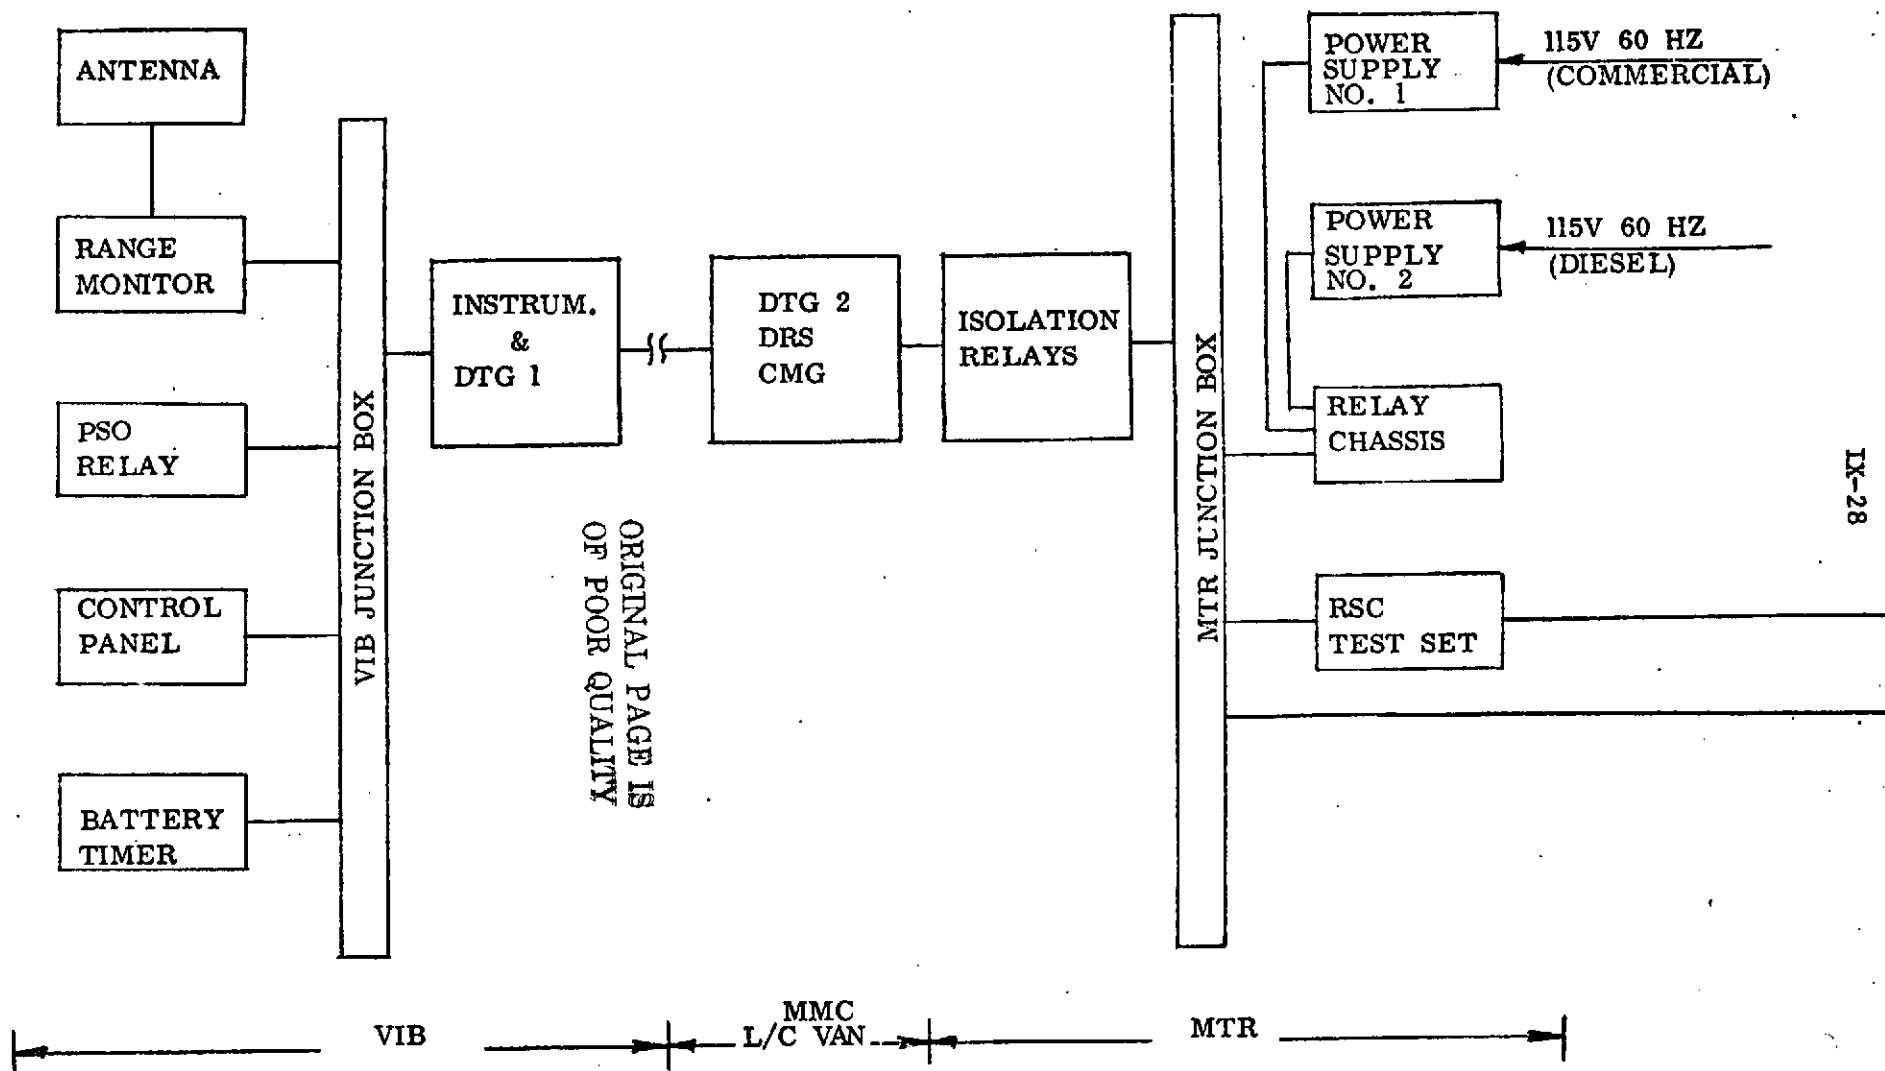 ANTENNA
RANGE
MONITOR
PSO
RELAY
CONTROL
PANEL
BATTERY
TIMER
VIB JUNCTION BOX
INSTRUM.
&
DTG 1
ORIGINAL PAGE IS
OF POOR QUALITY
DTG 2
DRS
CMG
ISOLATION
RELAYS
MTR JUNCTION BOX
POWER
SUPPLY
NO. 1
115V 60 HZ
(COMMERCIAL)
POWER
SUPPLY
NO. 2
115V 60 HZ
(DIESEL)
RELAY
CHASSIS
RSC
TEST SET
IX-28
VIB
MMC
L/C VAN
MTR